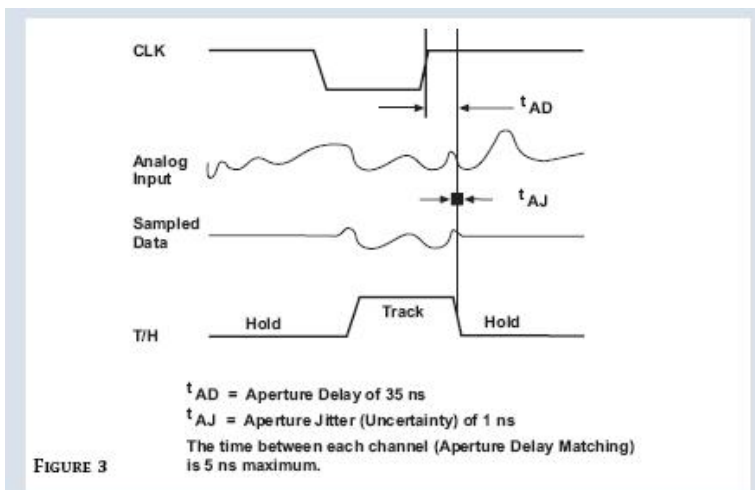 CLK
t AD
Analog
Input
t AJ
Sampled
Data
Track
Hold
Hold
T/H
t AD = Aperture Delay of 35 ns
t AJ = Aperture Jitter (Uncertainty) of 1 ns
The time between each channel (Aperture Delay Matching)
is 5 ns maximum.
FIGURE 3